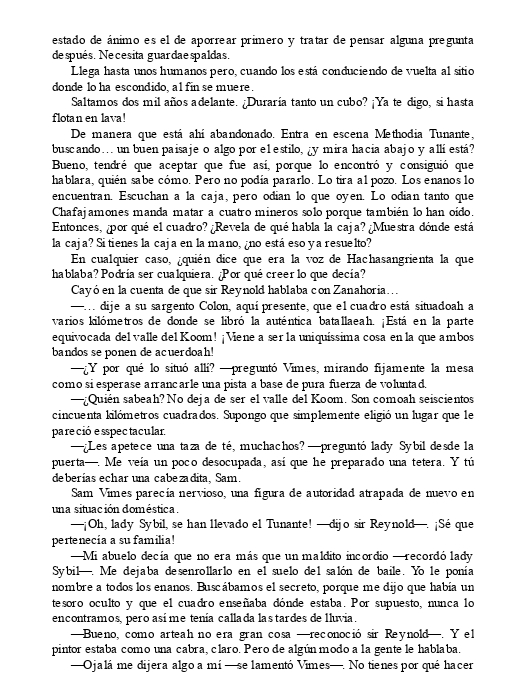 estado de ánimo es el de aporrear primero y tratar de pensar alguna pregunta
después. Necesita guardaespaldas.
Llega hasta unos humanos pero, cuando los está conduciendo de vuelta al sitio
donde lo ha escondido, al fin se muere.
Saltamos dos mil años adelante. ¿Duraría tanto un cubo? ¡Ya te digo, si hasta
flotan en lava!
De manera que está ahí abandonado. Entra en escena Methodia Tunante,
buscando… un buen paisaje o algo por el estilo, ¿y mira hacia abajo y allí está?
Bueno, tendré que aceptar que fue así, porque lo encontró y consiguió que
hablara, quién sabe cómo. Pero no podía pararlo. Lo tira al pozo. Los enanos lo
encuentran. Escuchan a la caja, pero odian lo que oyen. Lo odian tanto que
Chafajamones manda matar a cuatro mineros solo porque también lo han oído.
Entonces, ¿por qué el cuadro? ¿Revela de qué habla la caja? ¿Muestra dónde está
la caja? Si tienes la caja en la mano, ¿no está eso ya resuelto?
En cualquier caso, ¿quién dice que era la voz de Hachasangrienta la que
hablaba? Podría ser cualquiera. ¿Por qué creer lo que decía?
Cayó en la cuenta de que sir Reynold hablaba con Zanahoria…
—… dije a su sargento Colon, aquí presente, que el cuadro está situadoah a
varios kilómetros de donde se libró la auténtica batallaeah. ¡Está en la parte
equivocada del valle del Koom! ¡Viene a ser la uniquíssima cosa en la que ambos
bandos se ponen de acuerdoah!
—¿Y por qué lo situó allí? —preguntó Vimes, mirando fijamente la mesa
como si esperase arrancarle una pista a base de pura fuerza de voluntad.
—¿Quién sabeah? No deja de ser el valle del Koom. Son comoah seiscientos
cincuenta kilómetros cuadrados. Supongo que simplemente eligió un lugar que le
pareció esspectacular.
—¿Les apetece una taza de té, muchachos? —preguntó lady Sybil desde la
puerta—. Me veía un poco desocupada, así que he preparado una tetera. Y tú
deberías echar una cabezadita, Sam.
Sam Vimes parecía nervioso, una figura de autoridad atrapada de nuevo en
una situación doméstica.
—¡Oh, lady Sybil, se han llevado el Tunante! —dijo sir Reynold—. ¡Sé que
pertenecía a su familia!
—Mi abuelo decía que no era más que un maldito incordio —recordó lady
Sybil—. Me dejaba desenrollarlo en el suelo del salón de baile. Yo le ponía
nombre a todos los enanos. Buscábamos el secreto, porque me dijo que había un
tesoro oculto y que el cuadro enseñaba dónde estaba. Por supuesto, nunca lo
encontramos, pero así me tenía callada las tardes de lluvia.
—Bueno, como arteah no era gran cosa —reconoció sir Reynold—. Y el
pintor estaba como una cabra, claro. Pero de algún modo a la gente le hablaba.
—Ojalá me dijera algo a mí —se lamentó Vimes—. No tienes por qué hacer